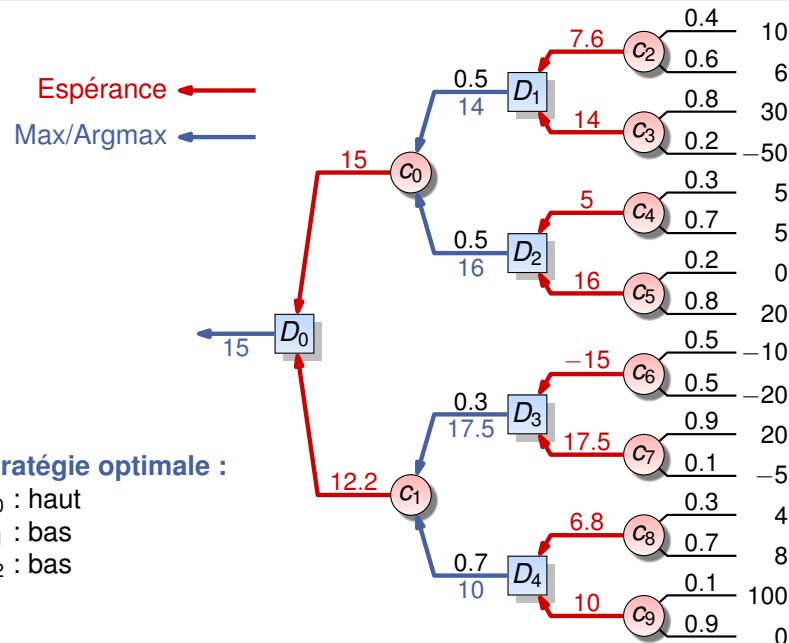 Espérance
Max/Argmax
0.4 10
7.6 c2
0.6 6
0.5 D1
14
0.8 30
14 c3
0.2 −50
15 c0
0.3 5
5 c4
0.7 5
0.5 D2
16
0.2 0
16 c5
0.8 20
D0
15
0.5 −10
−15 c6
0.5 −20
0.3 D3
17.5
0.9 20
17.5 c7
0.1 −5
12.2 c1
0.3 4
6.8 c8
0.7 8
0.7 D4
10
0.1 100
10 c9
0.9 0
ratégie optimale :
0 : haut
: bas
2 : bas